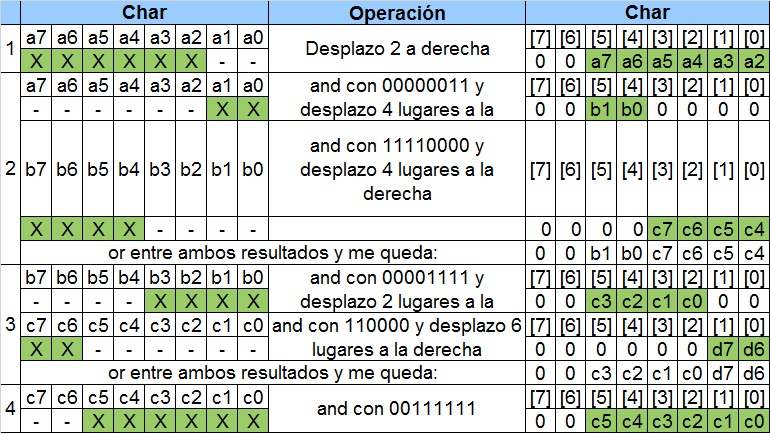 Char Operación Char
1 a7 a6 a5 a4 a3 a2 a1 a0 Desplazo 2 a derecha [7] [6] [5] [4] [3] [2] [1] [0]
X X X X X X - - 0 0 a7 a6 a5 a4 a3 a2
2 a7 a6 a5 a4 a3 a2 a1 a0 and con 00000011 y [7] [6] [5] [4] [3] [2] [1] [0]
- - - - - - X X desplazo 4 lugares a la 0 0 b1 b0 0 0 0 0
and con 11110000 y
b7 b6 b5 b4 b3 b2 b1 b0 desplazo 4 lugares a la [7] [6] [5] [4] [3] [2] [1] [0]
derecha
X X X X - - - - 0 0 0 0 c7 c6 c5 c4
or entre ambos resultados y me queda: 0 0 b1 b0 c7 c6 c5 c4
3 b7 b6 b5 b4 b3 b2 b1 b0 and con 00001111 y [7] [6] [5] [4] [3] [2] [1] [0]
- - - - X X X X desplazo 2 lugares a la 0 0 c3 c2 c1 c0 0 0
c7 c6 c5 c4 c3 c2 c1 c0 and con 110000 y desplazo 6 [7] [6] [5] [4] [3] [2] [1] [0]
X X - - - - - - lugares a la derecha 0 0 0 0 0 0 d7 d6
or entre ambos resultados y me queda: 0 0 c3 c2 c1 c0 d7 d6
4 c7 c6 c5 c4 c3 c2 c1 c0 and con 00111111 [7] [6] [5] [4] [3] [2] [1] [0]
- - X X X X X X 0 0 c5 c4 c3 c2 c1 c0